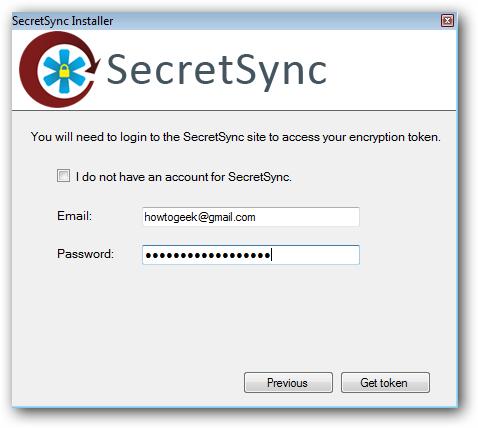 SecretSync Installer
SecretSync
You will need to login to the SecretSync site to access your encryption token.
I do not have an account for SecretSync.
Email:
howtogeek@gmail.com
Password:
●●●●●●●●●●●●●●●●●●
Previous
Get token